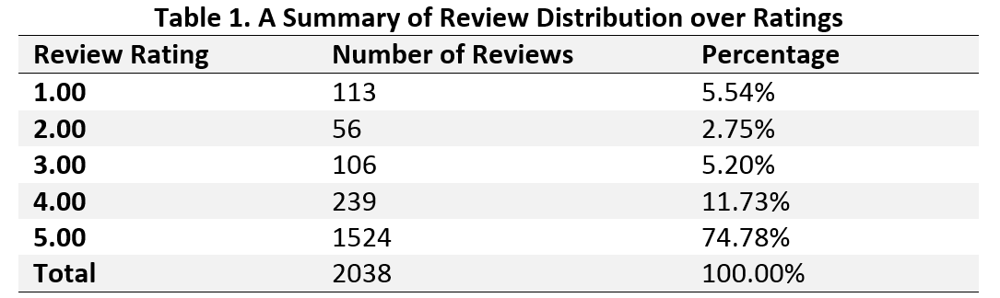 Table 1. A Summary of Review Distribution over Ratings
Review Rating Number of Reviews Percentage
1.00 113 5.54%
2.00 56 2.75%
3.00 106 5.20%
4.00 239 11.73%
5.00 1524 74.78%
Total 2038 100.00%